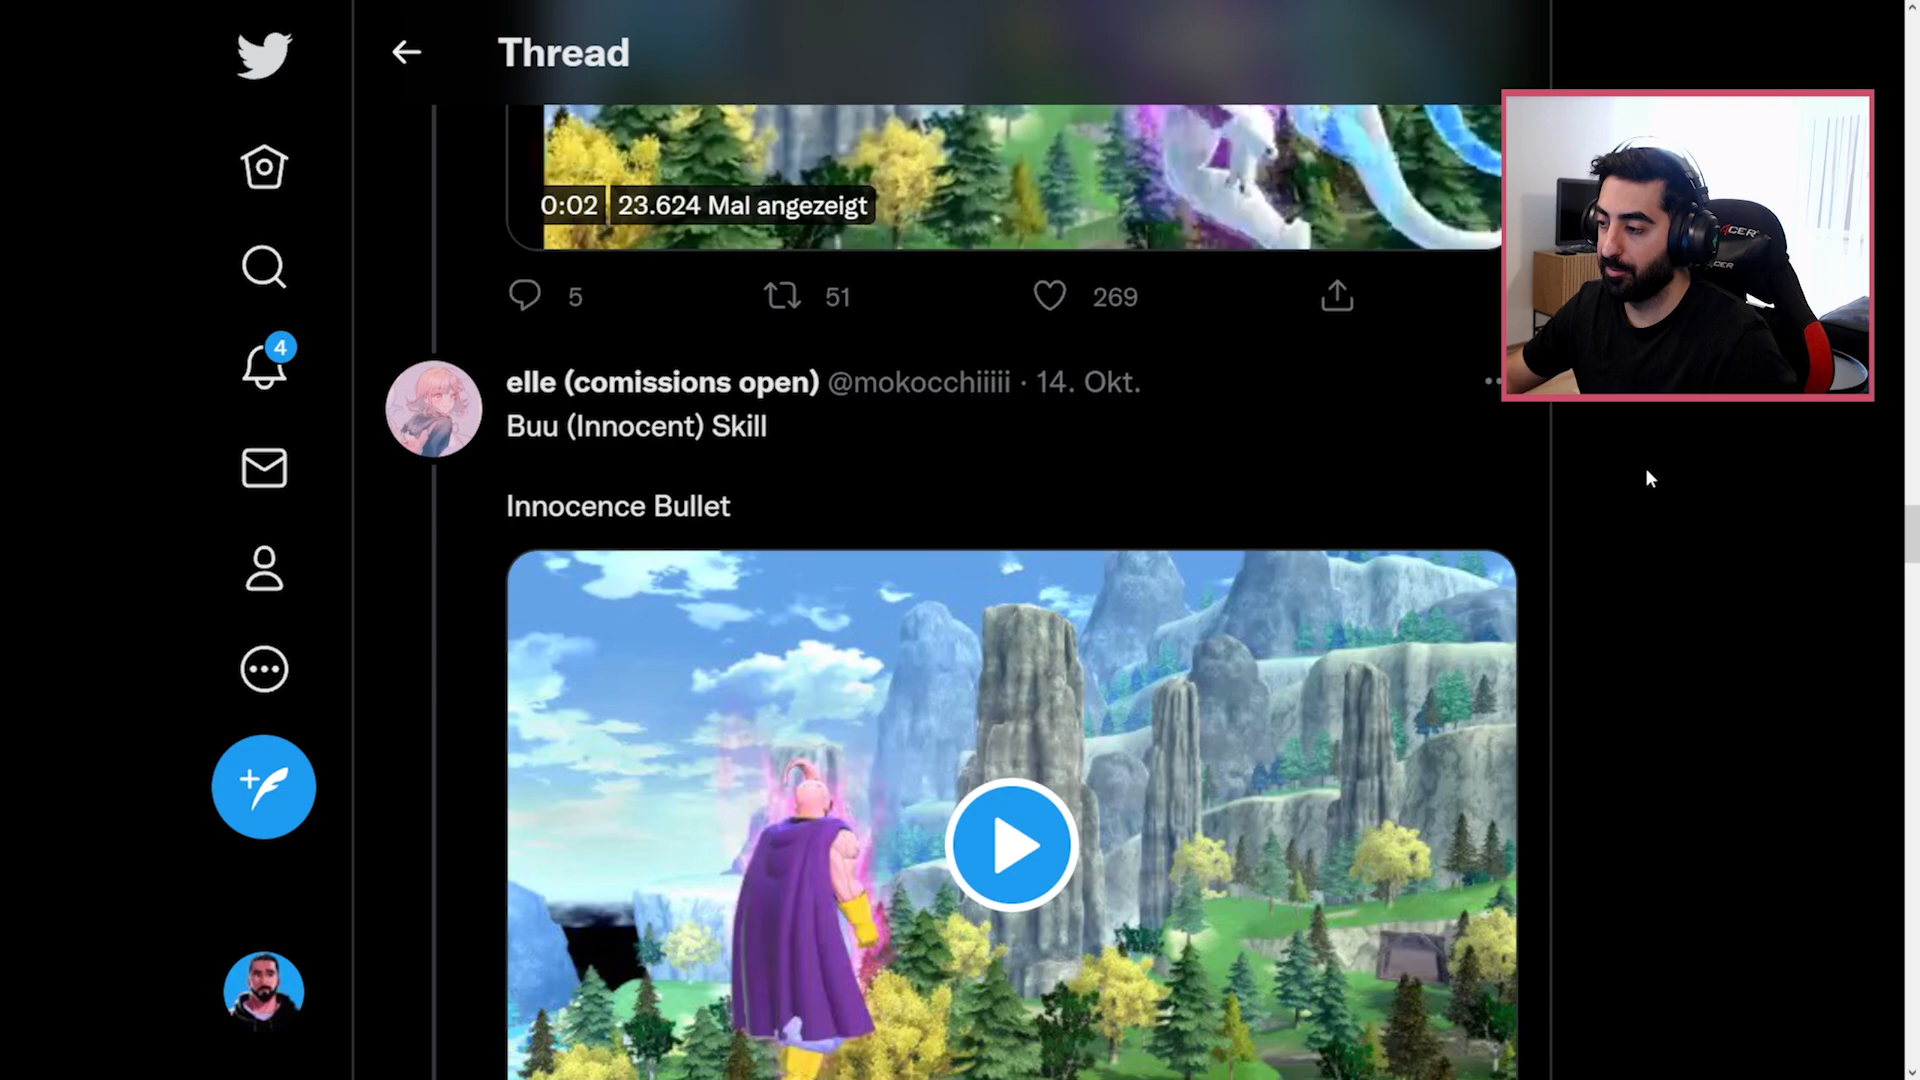 Thread
0:02 23.624 Mal angezeigt
5 51 269
4
elle (comissions open) @mokocchiiiii · 14. Okt.
Buu (Innocent) Skill
Innocence Bullet